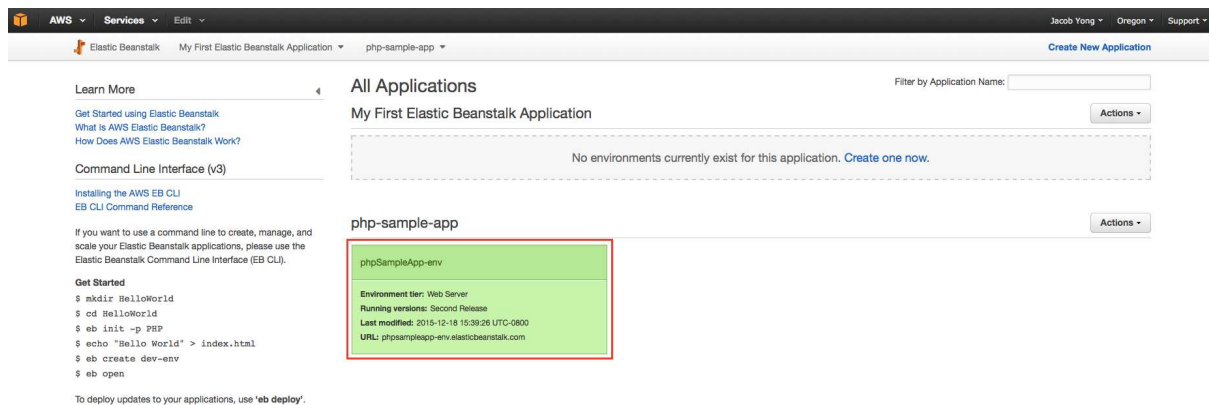 AWS Services Edit Jacob Yong Oregon Support
Elastic Beanstalk My First Elastic Beanstalk Application php-sample-app Create New Application
Learn More
Get Started using Elastic Beanstalk
What is AWS Elastic Beanstalk?
How Does AWS Elastic Beanstalk Work?
Command Line Interface (v3)
Installing the AWS EB CLI
EB CLI Command Reference
If you want to use a command line to create, manage, and
scale your Elastic Beanstalk applications, please use the
Elastic Beanstalk Command Line Interface (EB CLI).
Get Started
$ mkdir HelloWorld
$ cd HelloWorld
$ eb init -p PHP
$ echo "Hello World" > index.html
$ eb create dev-env
$ eb open
To deploy updates to your applications, use 'eb deploy'.
All Applications
Filter by Application Name:
My First Elastic Beanstalk Application
Actions
No environments currently exist for this application. Create one now.
php-sample-app
Actions
phpSampleApp-env
Environment tier: Web Server
Running versions: Second Release
Last modified: 2015-12-18 15:39:26 UTC-0800
URL: phpsampleapp-env.elasticbeanstalk.com